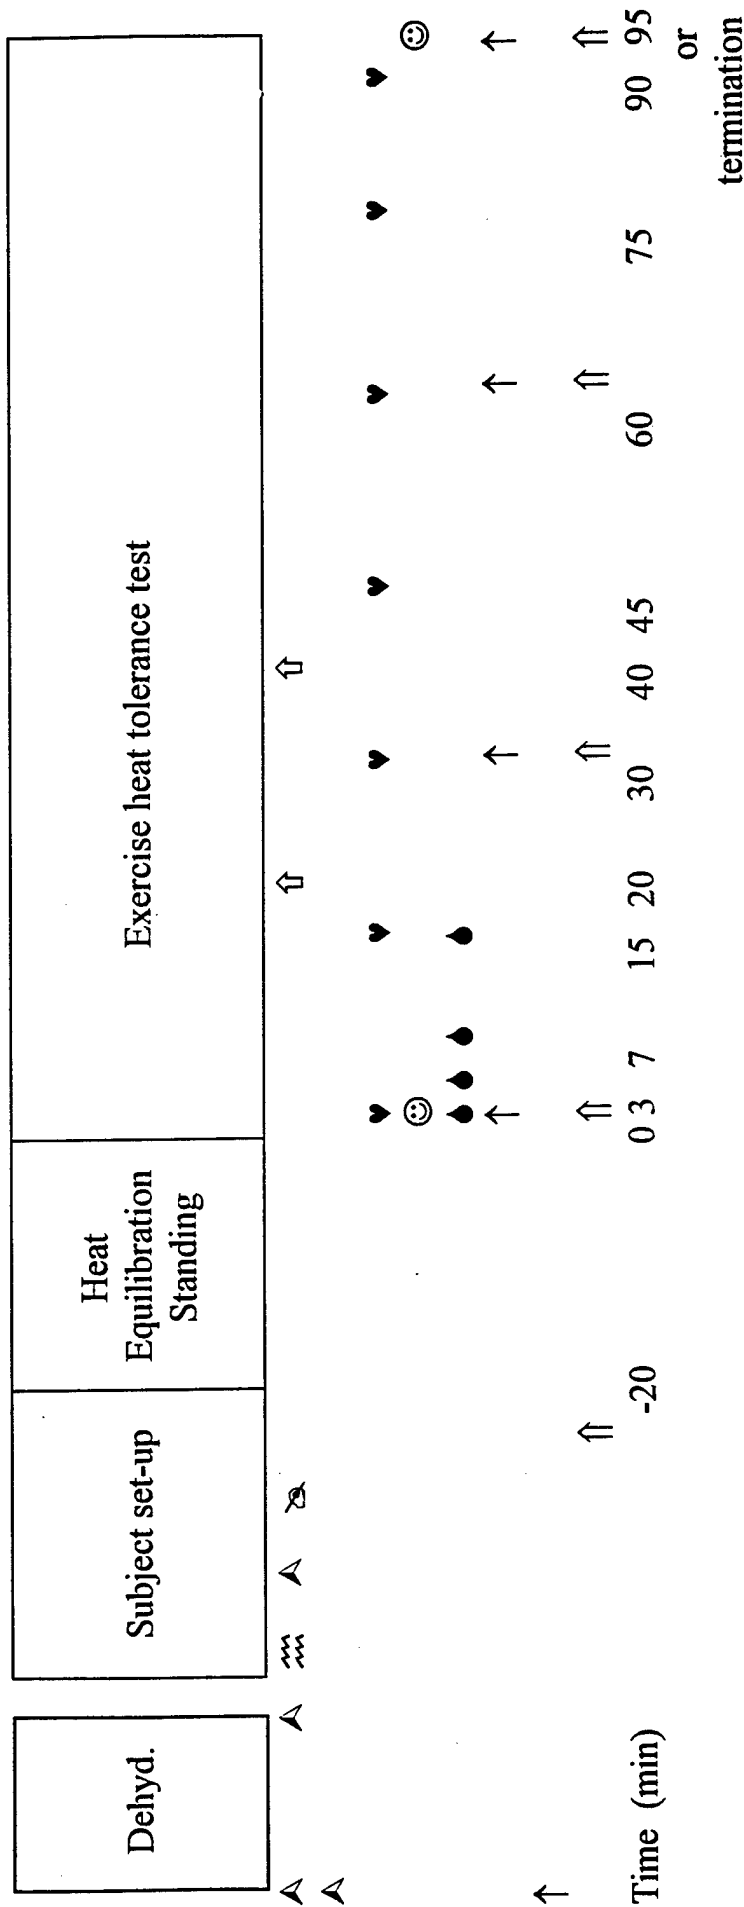 Dehyd.
Subject set-up
Heat
Equilibration
Standing
Exercise heat tolerance test
Time (min)
-20
0 3 7 15 20 30 40 45 60 75 90 95
or
termination